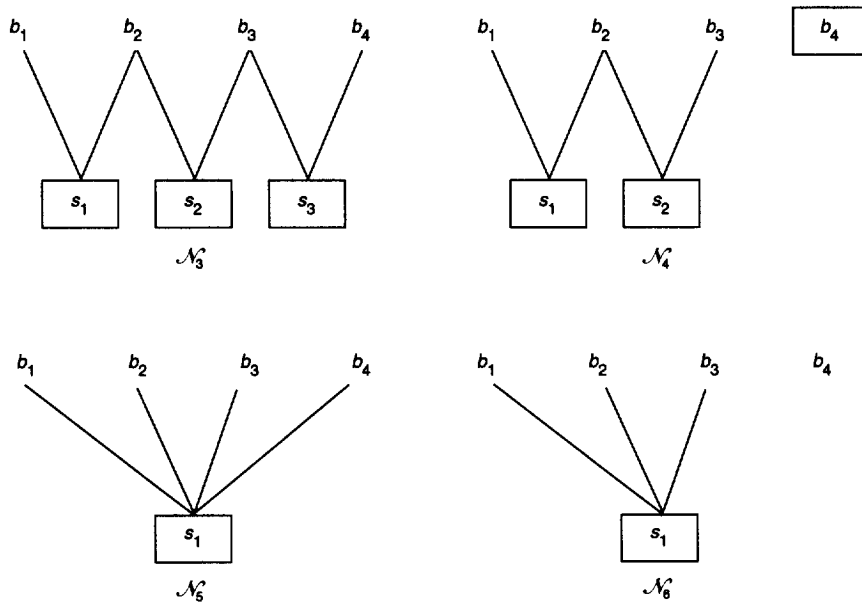 b1 b2 b3 b4
s1 s2 s3
𝒩3
b1 b2 b3 b4
s1 s2
𝒩4
b1 b2 b3 b4
s1
𝒩5
b1 b2 b3 b4
s1
𝒩6